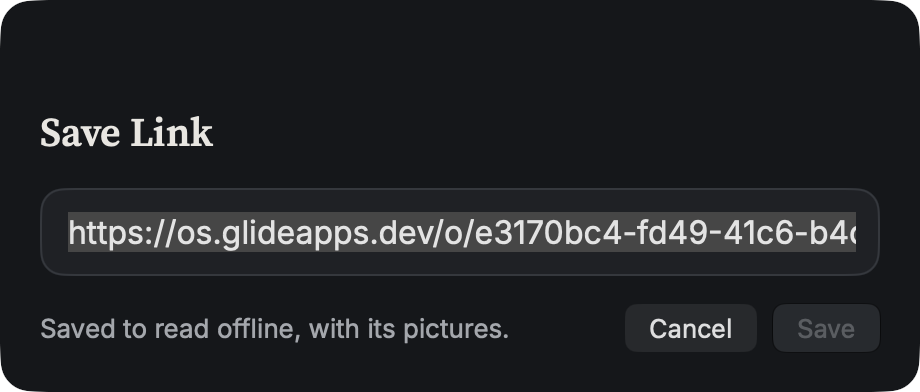 Save Link
https://os.glideapps.dev/o/e3170bc4-fd49-41c6-b4
Saved to read offline, with its pictures.
Cancel
Save